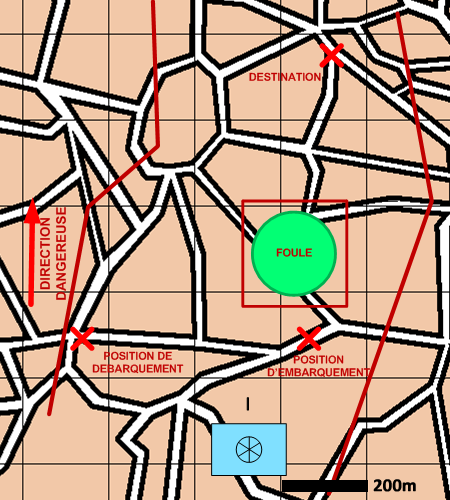 DESTINATION
DIRECTION
DANGEREUSE
FOULE
POSITION DE
DEBARQUEMENT
POSITION
D'EMBARQUEMENT
I
200m